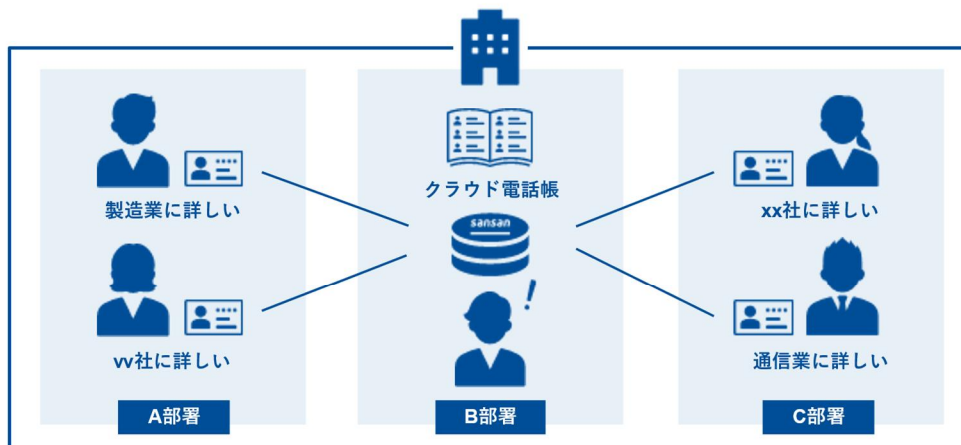 クラウド電話帳
sansan
製造業に詳しい
xx社に詳しい
vv社に詳しい
通信業に詳しい
A部署
B部署
C部署